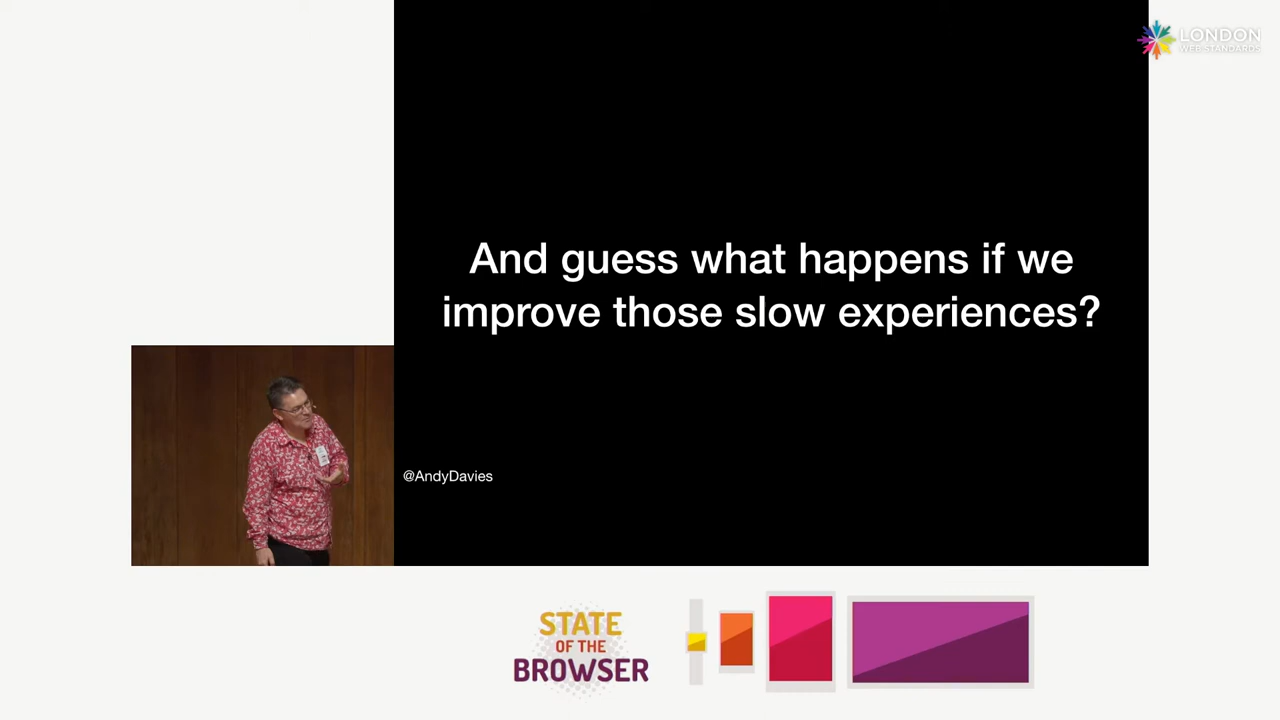 LONDON
WEB STANDARDS
And guess what happens if we
improve those slow experiences?
@AndyDavies
STATE
OF THE
BROWSER